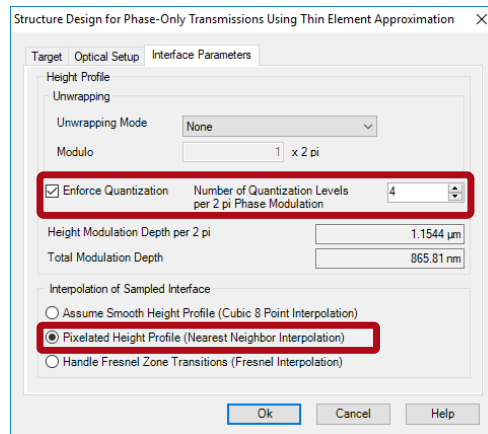 Structure Design for Phase-Only Transmissions Using Thin Element Approximation
Target Optical Setup Interface Parameters
Height Profile
Unwrapping
Unwrapping Mode None
Modulo 1 x 2 pi
Enforce Quantization Number of Quantization Levels per 2 pi Phase Modulation 4
Height Modulation Depth per 2 pi 1.1544 µm
Total Modulation Depth 865.81 nm
Interpolation of Sampled Interface
Assume Smooth Height Profile (Cubic 8 Point Interpolation)
Pixelated Height Profile (Nearest Neighbor Interpolation)
Handle Fresnel Zone Transitions (Fresnel Interpolation)
Ok Cancel Help